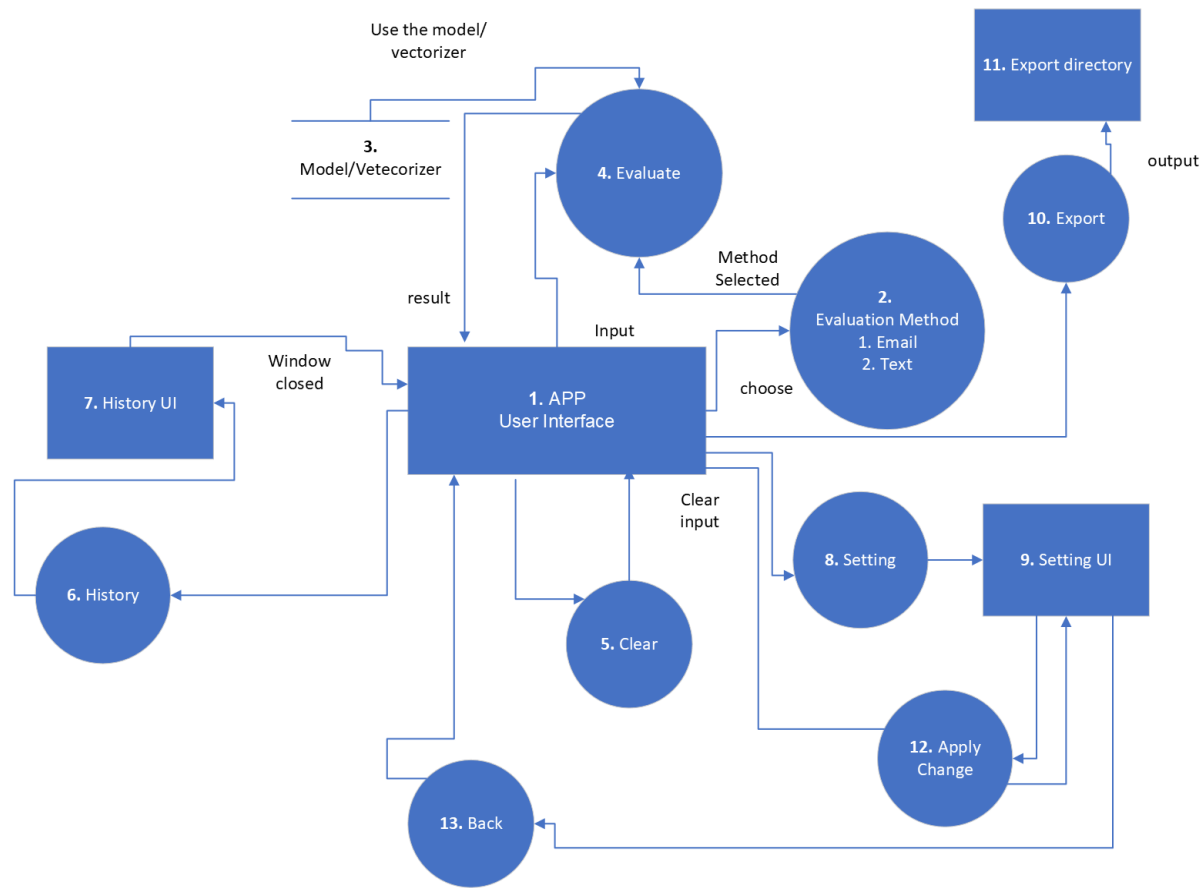 Use the model/
vectorizer
11. Export directory
3.
Model/Vetecorizer
4. Evaluate
output
10. Export
Method
Selected
2.
Evaluation Method
1. Email
2. Text
result
Input
Window
closed
choose
7. History UI
1. APP
User Interface
Clear
input
8. Setting
9. Setting UI
6. History
5. Clear
12. Apply
Change
13. Back